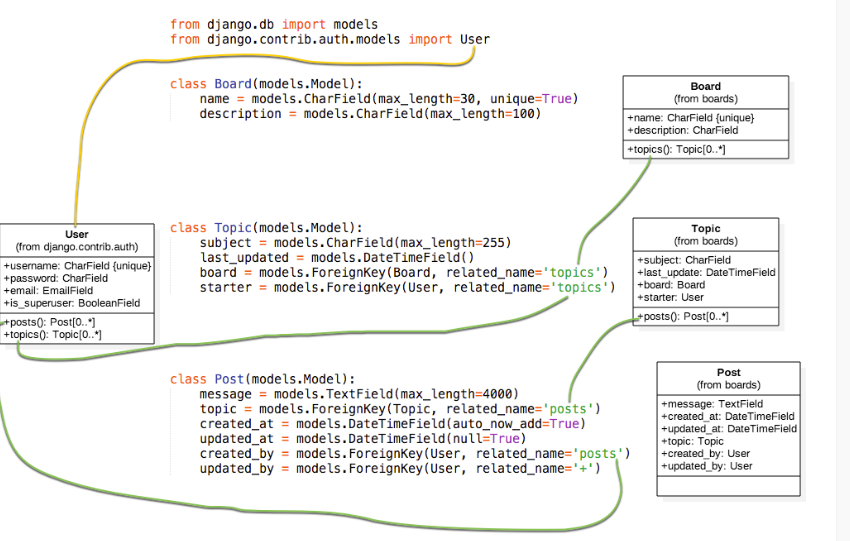 from django.db import models
from django.contrib.auth.models import User
class Board(models.Model):
name = models.CharField(max_length=30, unique=True)
description = models.CharField(max_length=100)
Board
(from boards)
+name: CharField {unique}
+description: CharField
+topics(): Topic[0..*]
User
(from django.contrib.auth)
+username: CharField {unique}
+password: CharField
+email: EmailField
+is_superuser: BooleanField
+posts(): Post[0..*]
+topics(): Topic[0..*]
class Topic(models.Model):
subject = models.CharField(max_length=255)
last_updated = models.DateTimeField()
board = models.ForeignKey(Board, related_name='topics')
starter = models.ForeignKey(User, related_name='topics')
Topic
(from boards)
+subject: CharField
+last_update: DateTimeField
+board: Board
+starter: User
+posts(): Post[0..*]
class Post(models.Model):
message = models.TextField(max_length=4000)
topic = models.ForeignKey(Topic, related_name='posts')
created_at = models.DateTimeField(auto_now_add=True)
updated_at = models.DateTimeField(null=True)
created_by = models.ForeignKey(User, related_name='posts')
updated_by = models.ForeignKey(User, related_name='+')
Post
(from boards)
+message: TextField
+created_at: DateTimeField
+updated_at: DateTimeField
+topic: Topic
+created_by: User
+updated_by: User